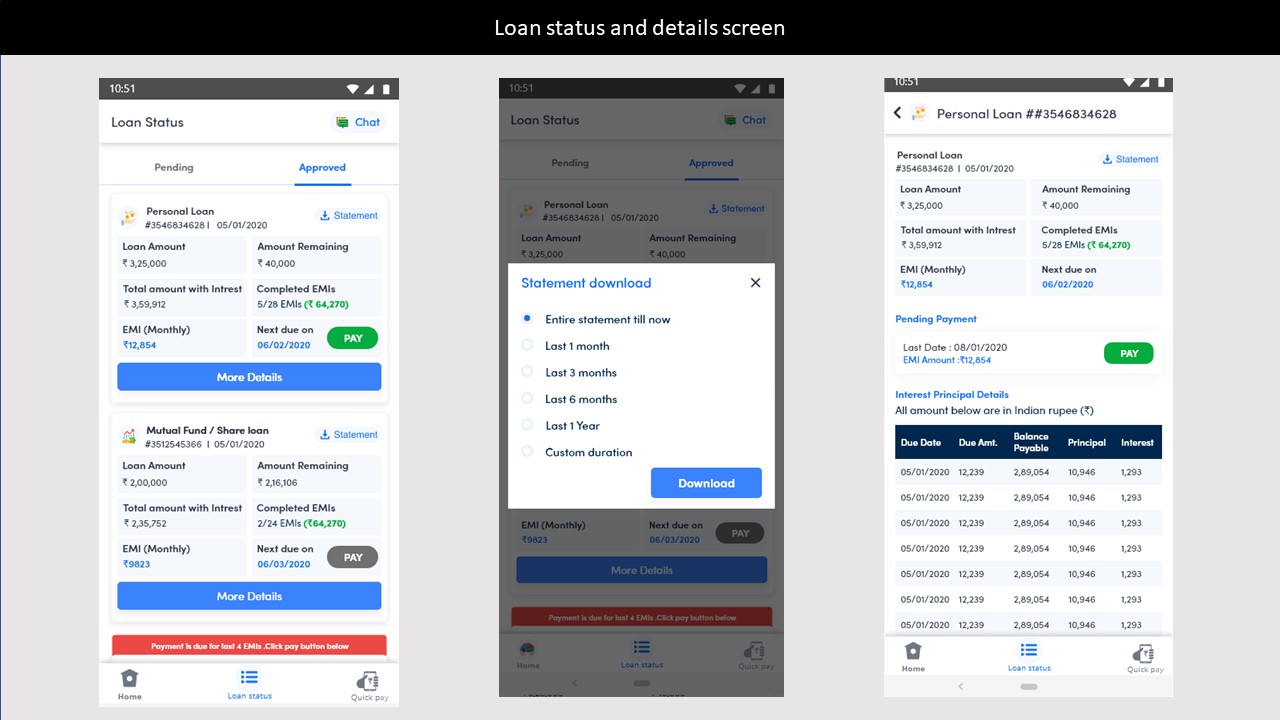 Loan status and details screen
10:51
Loan Status
Chat
Pending
Approved
Personal Loan
#3546834628 | 05/01/2020
Statement
Loan Amount
₹ 3,25,000
Amount Remaining
₹ 40,000
Total amount with Intrest
₹ 3,59,912
Completed EMIs
5/28 EMIs (₹ 64,270)
EMI (Monthly)
₹12,854
Next due on
06/02/2020
PAY
More Details
Mutual Fund / Share loan
#3512545366 | 05/01/2020
Statement
Loan Amount
₹ 2,00,000
Amount Remaining
₹ 2,16,106
Total amount with Intrest
₹ 2,35,752
Completed EMIs
2/24 EMIs (₹64,270)
EMI (Monthly)
₹9823
Next due on
06/03/2020
PAY
More Details
Payment is due for last 4 EMIs .Click pay button below
Home
Loan status
Quick pay
10:51
Loan Status
Chat
Pending
Approved
Personal Loan
#3546834628 | 05/01/2020
Statement
Loan Amount
₹ 3,25,000
Amount Remaining
₹ 40,000
Statement download
Entire statement till now
Last 1 month
Last 3 months
Last 6 months
Last 1 Year
Custom duration
Download
EMI (Monthly)
₹9823
Next due on
06/03/2020
PAY
More Details
Payment is due for last 4 EMIs .Click pay button below
Home
Loan status
Quick pay
10:51
Personal Loan ##3546834628
Personal Loan
#3546834628 | 05/01/2020
Statement
Loan Amount
₹ 3,25,000
Amount Remaining
₹ 40,000
Total amount with Intrest
₹ 3,59,912
Completed EMIs
5/28 EMIs (₹ 64,270)
EMI (Monthly)
₹12,854
Next due on
06/02/2020
Pending Payment
Last Date : 08/01/2020
EMI Amount :₹12,854
PAY
Interest Principal Details
All amount below are in Indian rupee (₹)
Due Date Due Amt. Balance Payable Principal Interest
05/01/2020 12,239 2,89,054 10,946 1,293
05/01/2020 12,239 2,89,054 10,946 1,293
05/01/2020 12,239 2,89,054 10,946 1,293
05/01/2020 12,239 2,89,054 10,946 1,293
05/01/2020 12,239 2,89,054 10,946 1,293
05/01/2020 12,239 2,89,054 10,946 1,293
05/01/2020 12,239 2,89,054 10,946 1,293
Home
Loan status
Quick pay